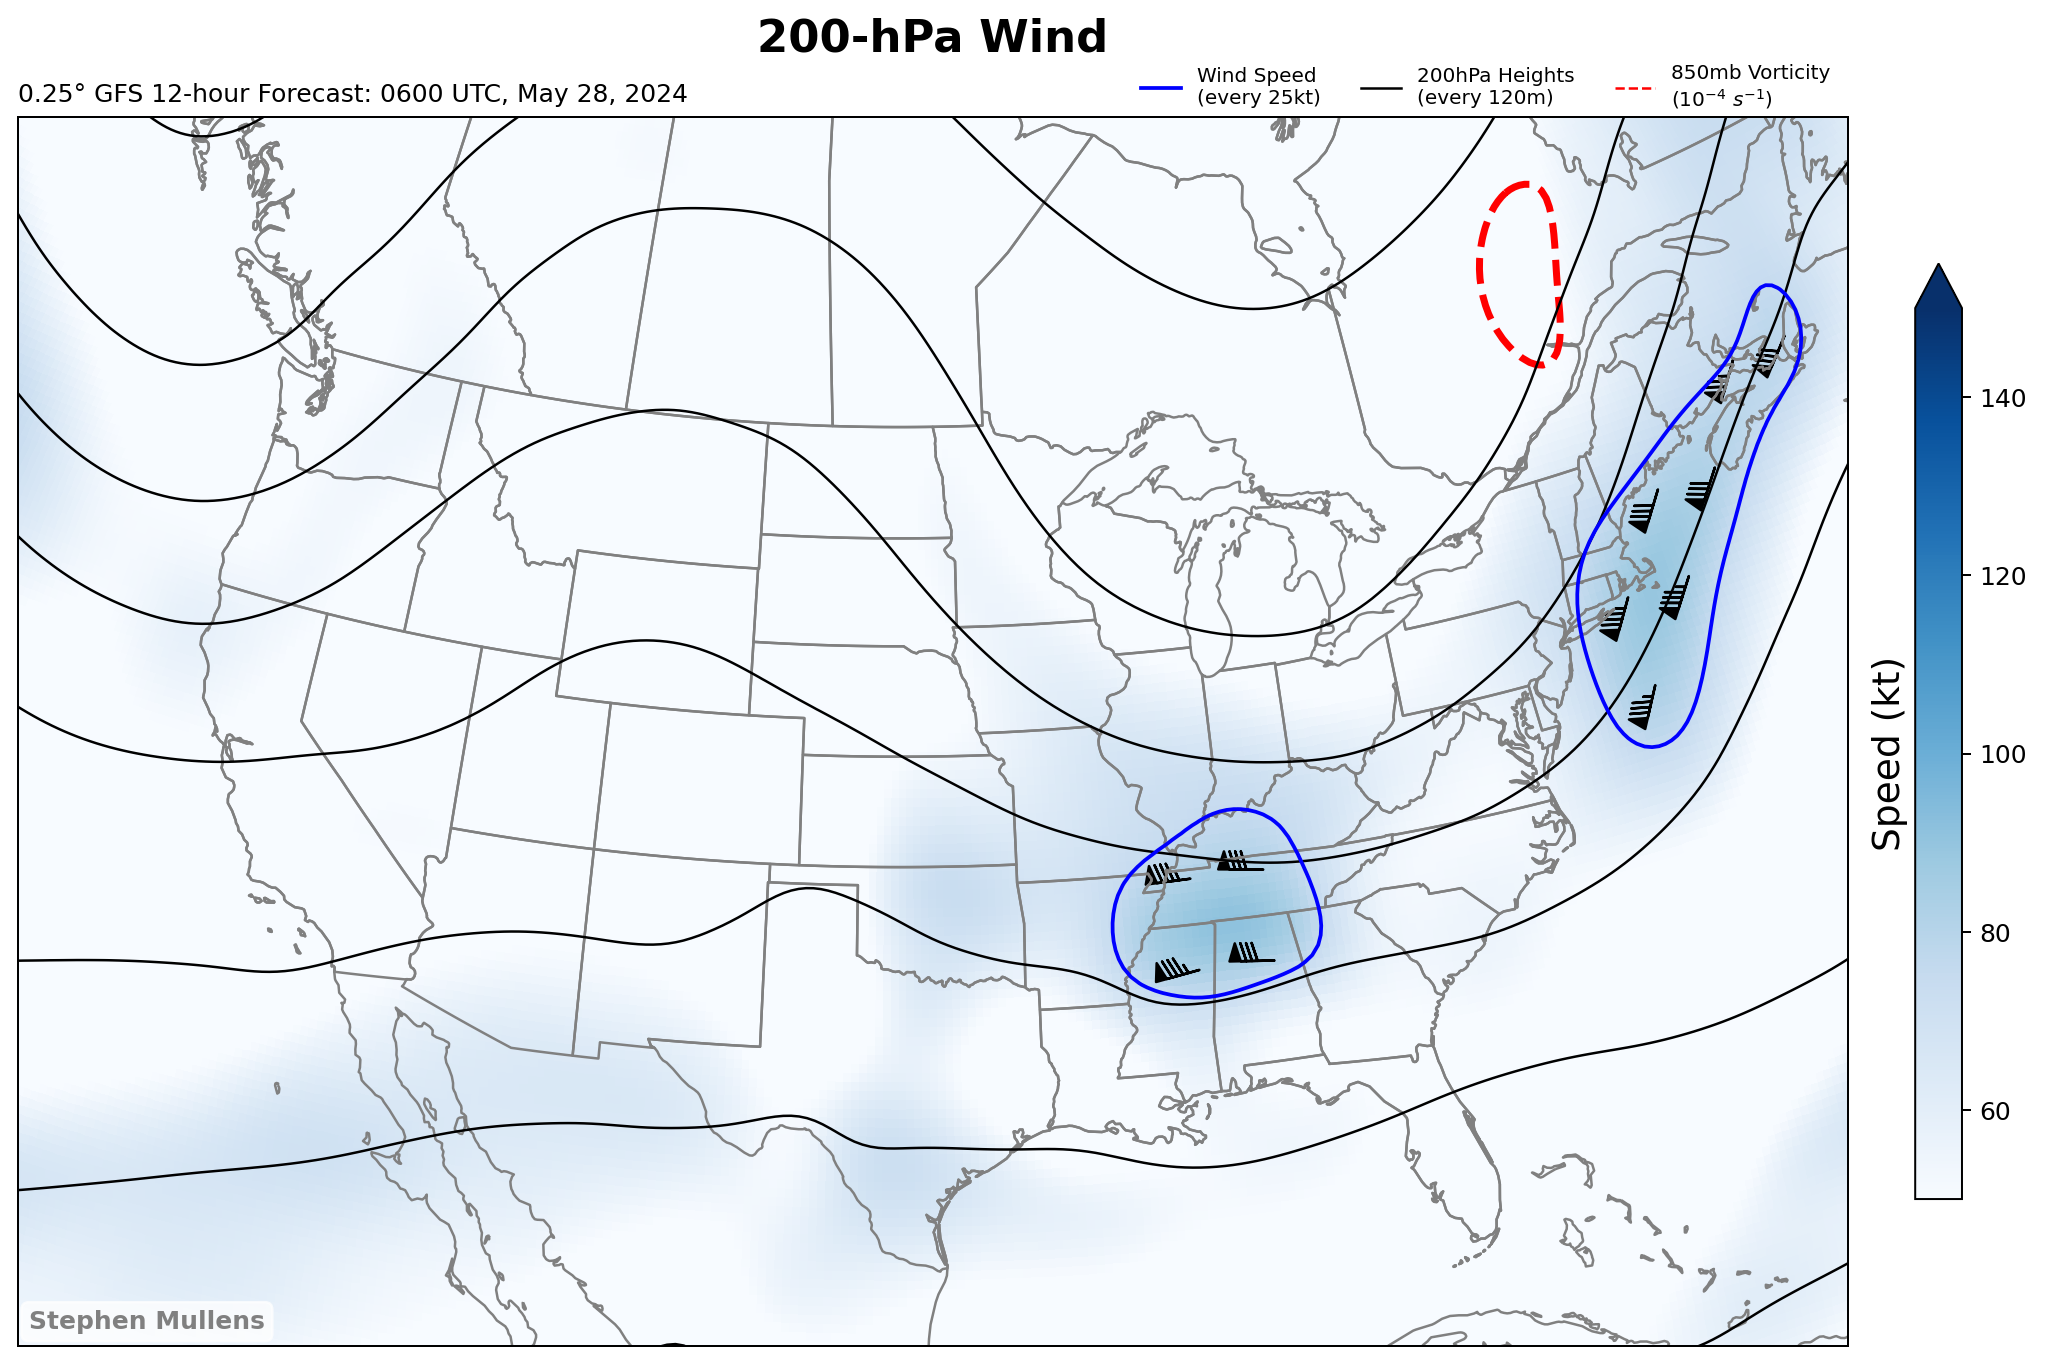 200-hPa Wind
0.25° GFS 12-hour Forecast: 0600 UTC, May 28, 2024
Wind Speed
(every 25kt)
200hPa Heights
(every 120m)
850mb Vorticity
(10⁻⁴ s⁻¹)
140
120
100
80
60
Speed (kt)
Stephen Mullens